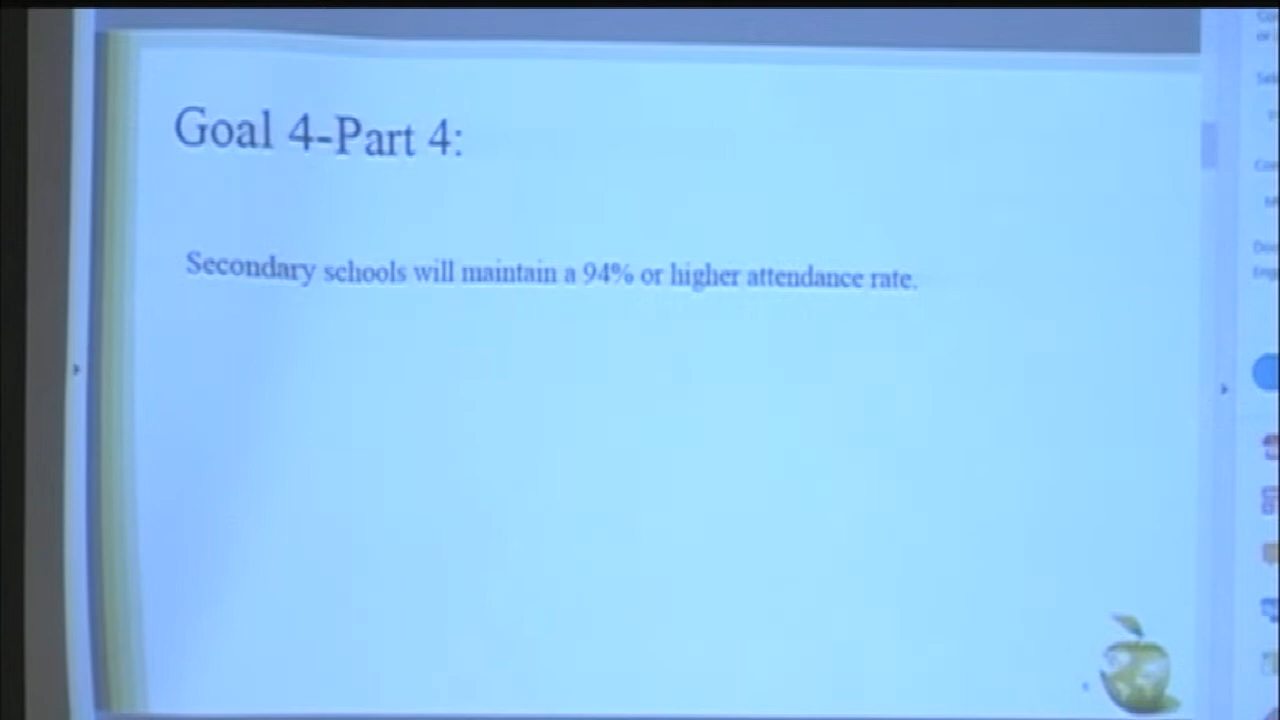 Goal 4-Part 4:
Secondary schools will maintain a 94% or higher attendance rate.